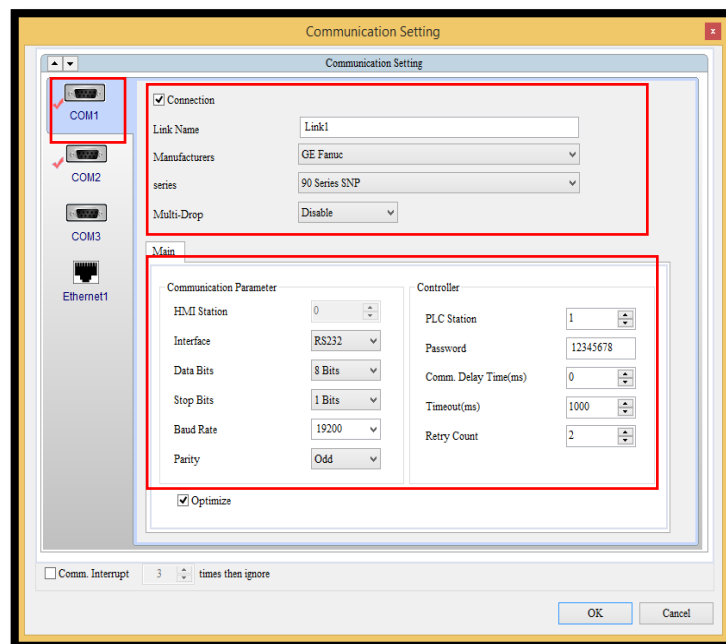 Communication Setting
x
Communication Setting
COM1
COM2
COM3
Ethernet1
Connection
Link Name Link1
Manufacturers GE Fanuc
series 90 Series SNP
Multi-Drop Disable
Main
Communication Parameter
HMI Station 0
Interface RS232
Data Bits 8 Bits
Stop Bits 1 Bits
Baud Rate 19200
Parity Odd
Controller
PLC Station 1
Password 12345678
Comm. Delay Time(ms) 0
Timeout(ms) 1000
Retry Count 2
Optimize
Comm. Interrupt 3 times then ignore
OK Cancel